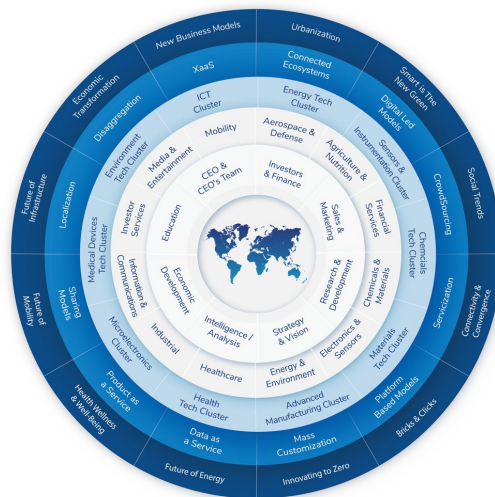 New Business Models
Urbanization
Smart is The
New Green
Social Trends
Connectivity &
Convergence
Bricks & Clicks
Innovating to Zero
Future of Energy
Health Wellness
& Well-Being
Future of
Mobility
Future of
Infrastructure
Economic
Transformation
XaaS
Connected
Ecosystems
Digital Led
Models
CrowdSourcing
Servicization
Platform
Based Models
Mass
Customization
Data as
a Service
Product as
a Service
Sharing
Models
Localization
Disaggregation
ICT
Cluster
Energy Tech
Cluster
Sensors &
Instrumentation Cluster
Chemcials
Tech Cluster
Materials
Tech Cluster
Advanced
Manufacturing Cluster
Health
Tech Cluster
Microelectronics
Cluster
Medical Devices
Tech Cluster
Environment
Tech Cluster
Mobility
Aerospace &
Defense
Agriculture &
Nutrition
Financial
Services
Chemicals &
Materials
Electronics &
Sensors
Energy &
Environment
Healthcare
Industrial
Information &
Communications
Investor
Services
Media &
Entertainment
CEO &
CEO's Team
Investors
& Finance
Sales &
Marketing
Research &
Development
Strategy
& Vision
Intelligence /
Analysis
Economic
Development
Education